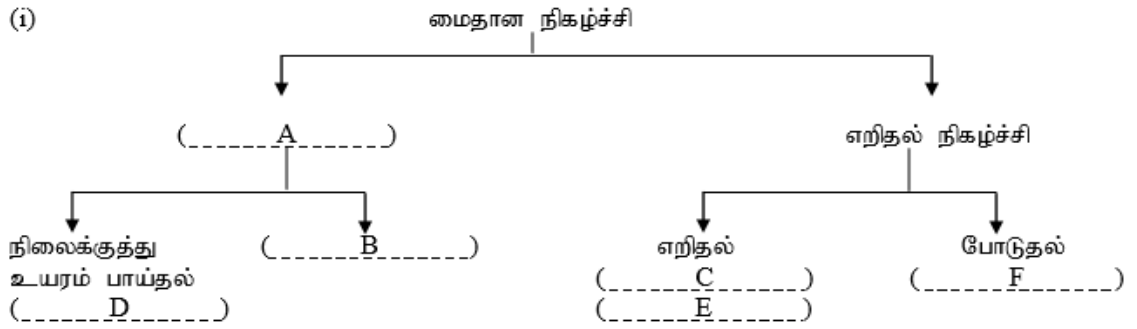 (i) மைதான நிகழ்ச்சி
(______A______) எறிதல் நிகழ்ச்சி
நிலைக்குத்து (______B______) எறிதல் போடுதல்
உயரம் பாய்தல் (______C______) (______F______)
(______D______) (______E______)